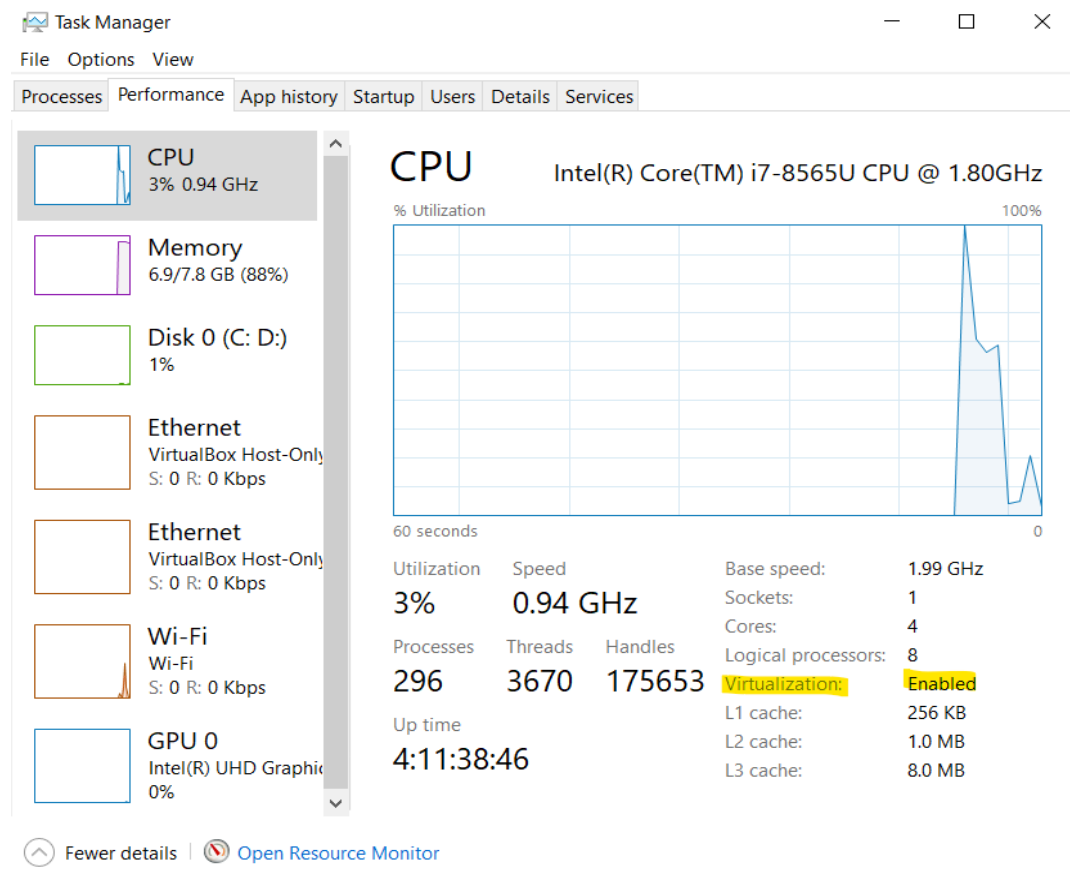 Task Manager
File Options View
Processes Performance App history Startup Users Details Services
CPU
3% 0.94 GHz
Memory
6.9/7.8 GB (88%)
Disk 0 (C: D:)
1%
Ethernet
VirtualBox Host-Only
S: 0 R: 0 Kbps
Ethernet
VirtualBox Host-Only
S: 0 R: 0 Kbps
Wi-Fi
Wi-Fi
S: 0 R: 0 Kbps
GPU 0
Intel(R) UHD Graphic
0%
CPU Intel(R) Core(TM) i7-8565U CPU @ 1.80GHz
% Utilization 100%
60 seconds 0
Utilization Speed
3% 0.94 GHz
Processes Threads Handles
296 3670 175653
Up time
4:11:38:46
Base speed: 1.99 GHz
Sockets: 1
Cores: 4
Logical processors: 8
Virtualization: Enabled
L1 cache: 256 KB
L2 cache: 1.0 MB
L3 cache: 8.0 MB
Fewer details Open Resource Monitor